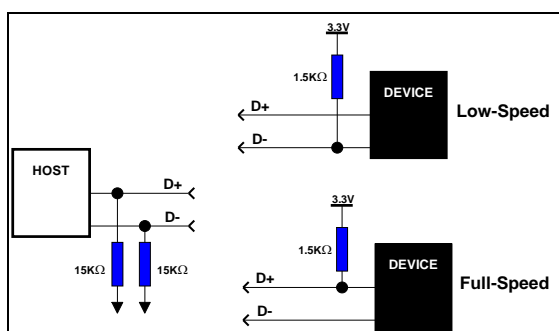 3.3V
1.5KΩ
DEVICE
D+
Low-Speed
D-
HOST
D+
D-
15KΩ 15KΩ
3.3V
1.5KΩ
DEVICE
D+
Full-Speed
D-